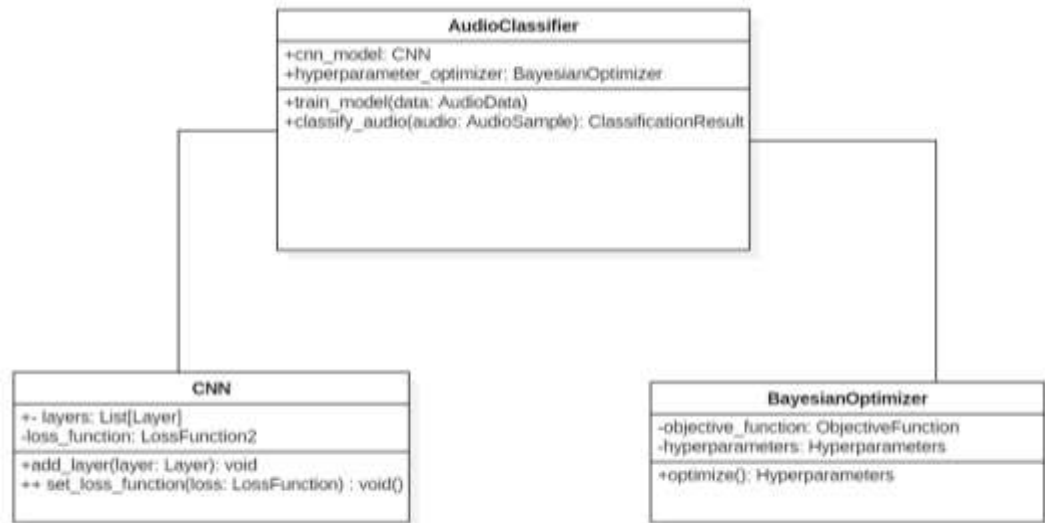 AudioClassifier
+cnn_model: CNN
+hyperparameter_optimizer: BayesianOptimizer
+train_model(data: AudioData)
+classify_audio(audio: AudioSample): ClassificationResult
CNN
+- layers: List[Layer]
-loss_function: LossFunction2
+add_layer(layer: Layer): void
++ set_loss_function(loss: LossFunction) : void()
BayesianOptimizer
-objective_function: ObjectiveFunction
-hyperparameters: Hyperparameters
+optimize(): Hyperparameters